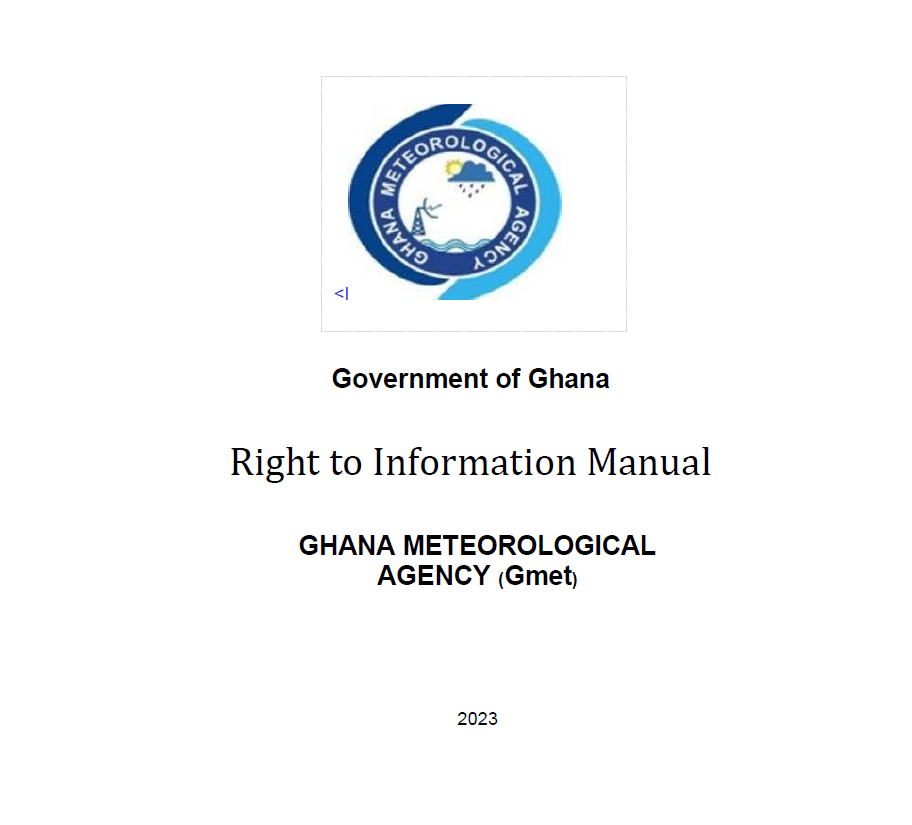 GHANA METEOROLOGICAL AGENCY
<|
Government of Ghana
Right to Information Manual
GHANA METEOROLOGICAL
AGENCY (Gmet)
2023